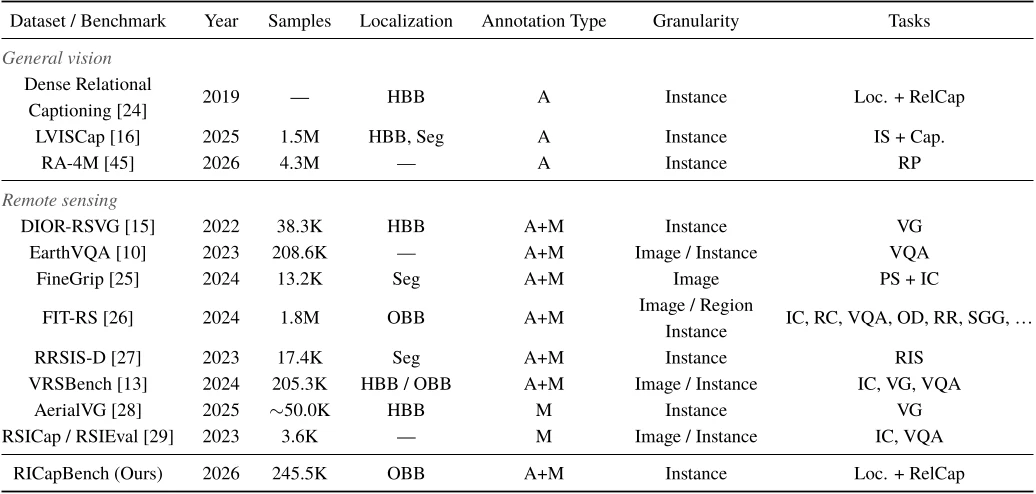 Dataset / Benchmark Year Samples Localization Annotation Type Granularity Tasks
General vision
Dense Relational
Captioning [24] 2019 — HBB A Instance Loc. + RelCap
LVISCap [16] 2025 1.5M HBB, Seg A Instance IS + Cap.
RA-4M [45] 2026 4.3M — A Instance RP
Remote sensing
DIOR-RSVG [15] 2022 38.3K HBB A+M Instance VG
EarthVQA [10] 2023 208.6K — A+M Image / Instance VQA
FineGrip [25] 2024 13.2K Seg A+M Image PS + IC
FIT-RS [26] 2024 1.8M OBB A+M Image / Region
Instance IC, RC, VQA, OD, RR, SGG, …
RRSIS-D [27] 2023 17.4K Seg A+M Instance RIS
VRSBench [13] 2024 205.3K HBB / OBB A+M Image / Instance IC, VG, VQA
AerialVG [28] 2025 ∼50.0K HBB M Instance VG
RSICap / RSIEval [29] 2023 3.6K — M Image / Instance IC, VQA
RICapBench (Ours) 2026 245.5K OBB A+M Instance Loc. + RelCap